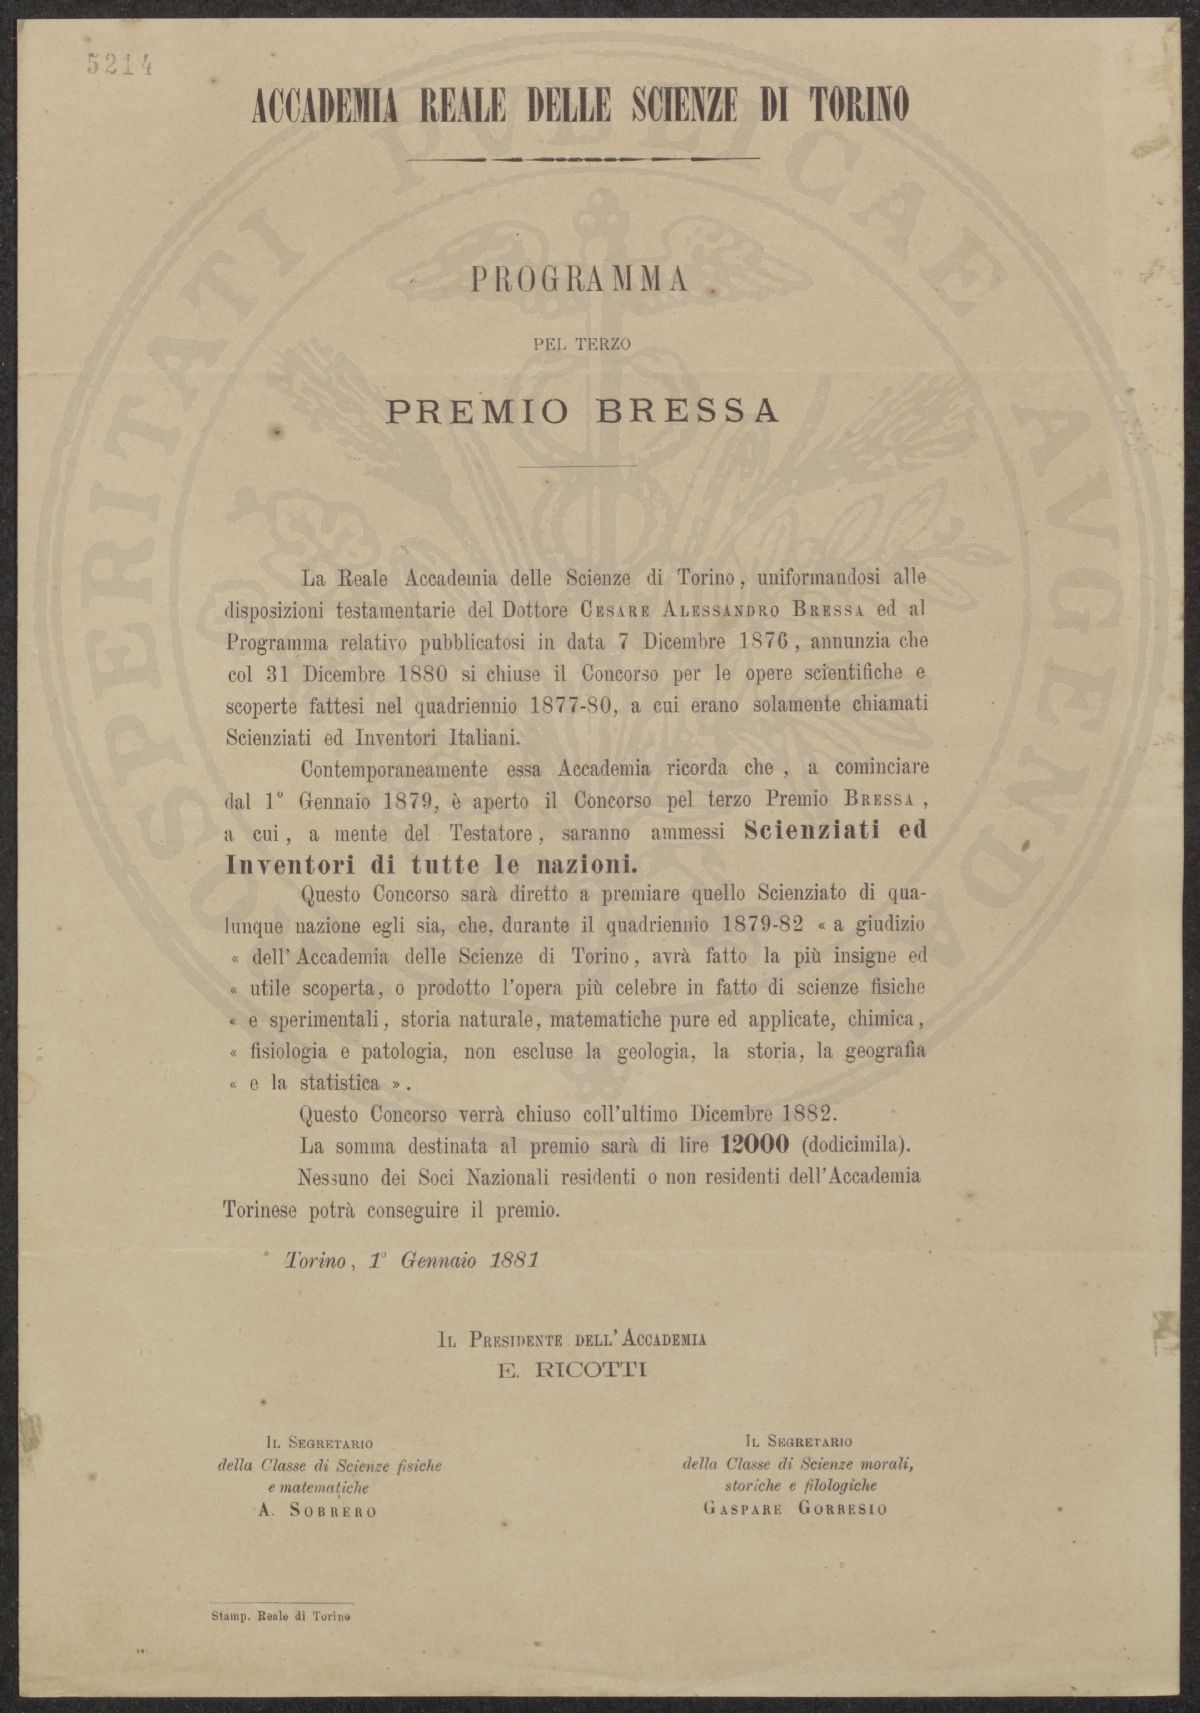 5214
ACCADEMIA REALE DELLE SCIENZE DI TORINO
PROGRAMMA
PEL TERZO
PREMIO BRESSA
La Reale Accademia delle Scienze di Torino, uniformandosi alle
disposizioni testamentarie del Dottore CESARE ALESSANDRO BRESSA ed al
Programma relativo pubblicatosi in data 7 Dicembre 1876, annunzia che
col 31 Dicembre 1880 si chiuse il Concorso per le opere scientifiche e
scoperte fattesi nel quadriennio 1877-80, a cui erano solamente chiamati
Scienziati ed Inventori Italiani.
Contemporaneamente essa Accademia ricorda che, a cominciare
dal 1° Gennaio 1879, è aperto il Concorso pel terzo Premio BRESSA,
a cui, a mente del Testatore, saranno ammessi Scienziati ed
Inventori di tutte le nazioni.
Questo Concorso sarà diretto a premiare quello Scienziato di qua-
lunque nazione egli sia, che, durante il quadriennio 1879-82 « a giudizio
« dell'Accademia delle Scienze di Torino, avrà fatto la più insigne ed
« utile scoperta, o prodotto l'opera più celebre in fatto di scienze fisiche
« e sperimentali, storia naturale, matematiche pure ed applicate, chimica,
« fisiologia e patologia, non escluse la geologia, la storia, la geografia
« e la statistica ».
Questo Concorso verrà chiuso coll'ultimo Dicembre 1882.
La somma destinata al premio sarà di lire 12000 (dodicimila).
Nessuno dei Soci Nazionali residenti o non residenti dell'Accademia
Torinese potrà conseguire il premio.
Torino, 1° Gennaio 1881
IL PRESIDENTE DELL'ACCADEMIA
E. RICOTTI
IL SEGRETARIO
della Classe di Scienze fisiche
e matematiche
A. SOBRERO
IL SEGRETARIO
della Classe di Scienze morali,
storiche e filologiche
GASPARE GORRESIO
Stamp. Reale di Torino
PROSPERITATI PUBLICAE AVGENDAE